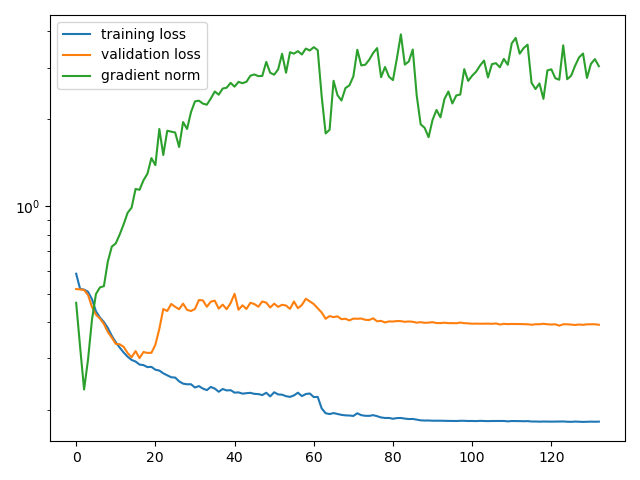 training loss
validation loss
gradient norm
10⁰
0 20 40 60 80 100 120